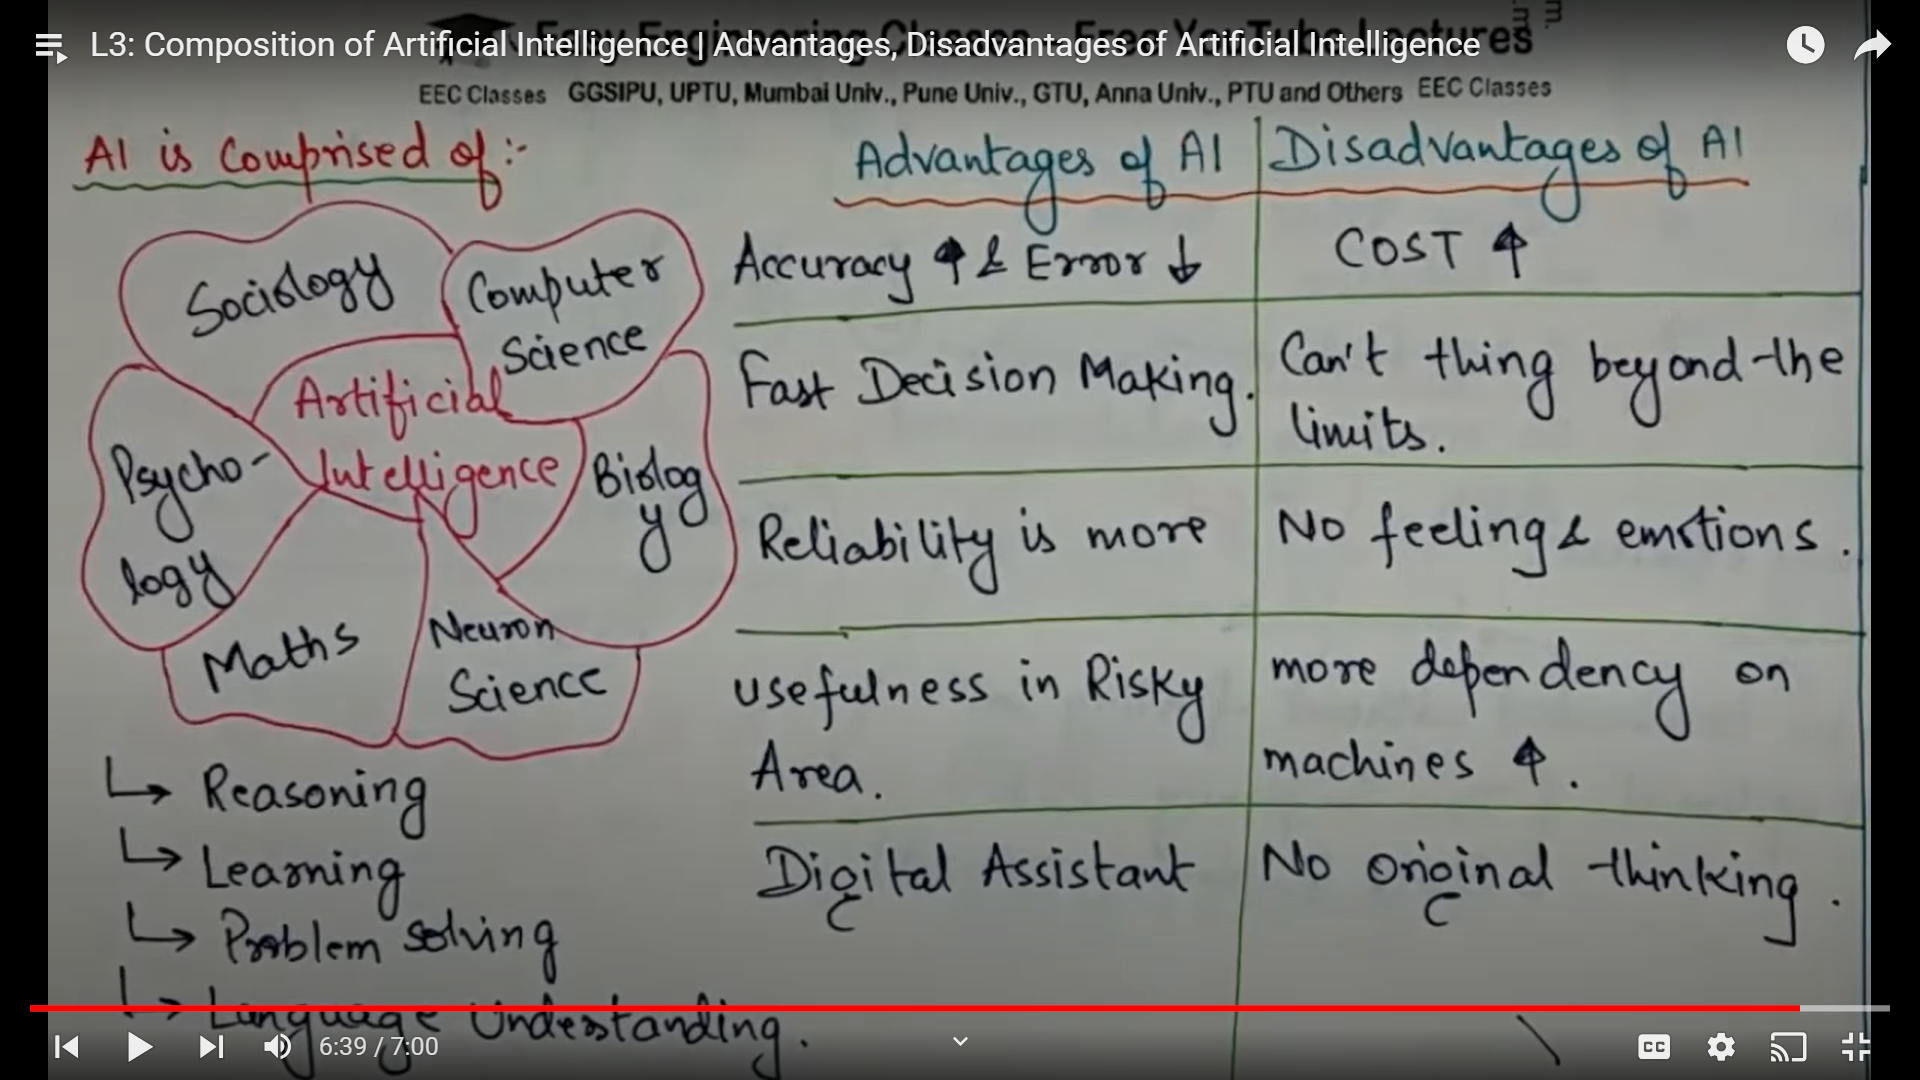 L3: Composition of Artificial Intelligence | Advantages, Disadvantages of Artificial Intelligence
EEC Classes GGSIPU, UPTU, Mumbai Univ., Pune Univ., GTU, Anna Univ., PTU and Others EEC Classes
AI is Comprised of :-
Sociology
Computer
Science
Artificial
Intelligence
Psycho-
logy
Biolog
y
Maths
Neuron
Science
↳ Reasoning
↳ Learning
↳ Problem solving
↳ Language Understanding.
Advantages of AI
Disadvantages of AI
Accuracy ↑ & Error ↓
COST ↑
Fast Decision Making.
Can't thing beyond the
limits.
Reliability is more
No feeling & emotions.
usefulness in Risky
Area.
more dependency on
machines ↑.
Digital Assistant
No original thinking.
6:39 / 7:00
CC